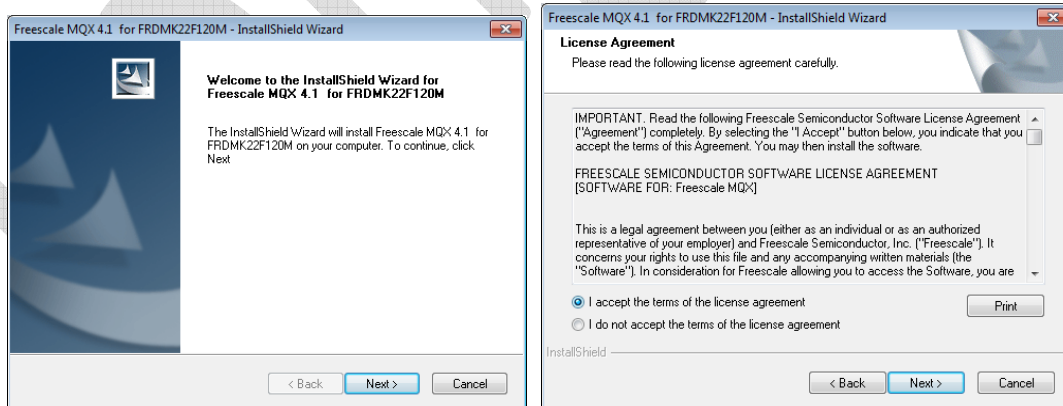 Freescale MQX 4.1  for FRDMK22F120M - InstallShield Wizard
Welcome to the InstallShield Wizard for
Freescale MQX 4.1  for FRDMK22F120M
The InstallShield Wizard will install Freescale MQX 4.1  for
FRDMK22F120M on your computer. To continue, click
Next
< Back
Next >
Cancel
Freescale MQX 4.1  for FRDMK22F120M - InstallShield Wizard
License Agreement
Please read the following license agreement carefully.
IMPORTANT. Read the following Freescale Semiconductor Software License Agreement
("Agreement") completely. By selecting the "I Accept" button below, you indicate that you
accept the terms of this Agreement. You may then install the software.
FREESCALE SEMICONDUCTOR SOFTWARE LICENSE AGREEMENT
[SOFTWARE FOR: Freescale MQX]
This is a legal agreement between you (either as an individual or as an authorized
representative of your employer) and Freescale Semiconductor, Inc. ("Freescale"). It
concerns your rights to use this file and any accompanying written materials (the
"Software"). In consideration for Freescale allowing you to access the Software, you are
I accept the terms of the license agreement
Print
I do not accept the terms of the license agreement
InstallShield
< Back
Next >
Cancel